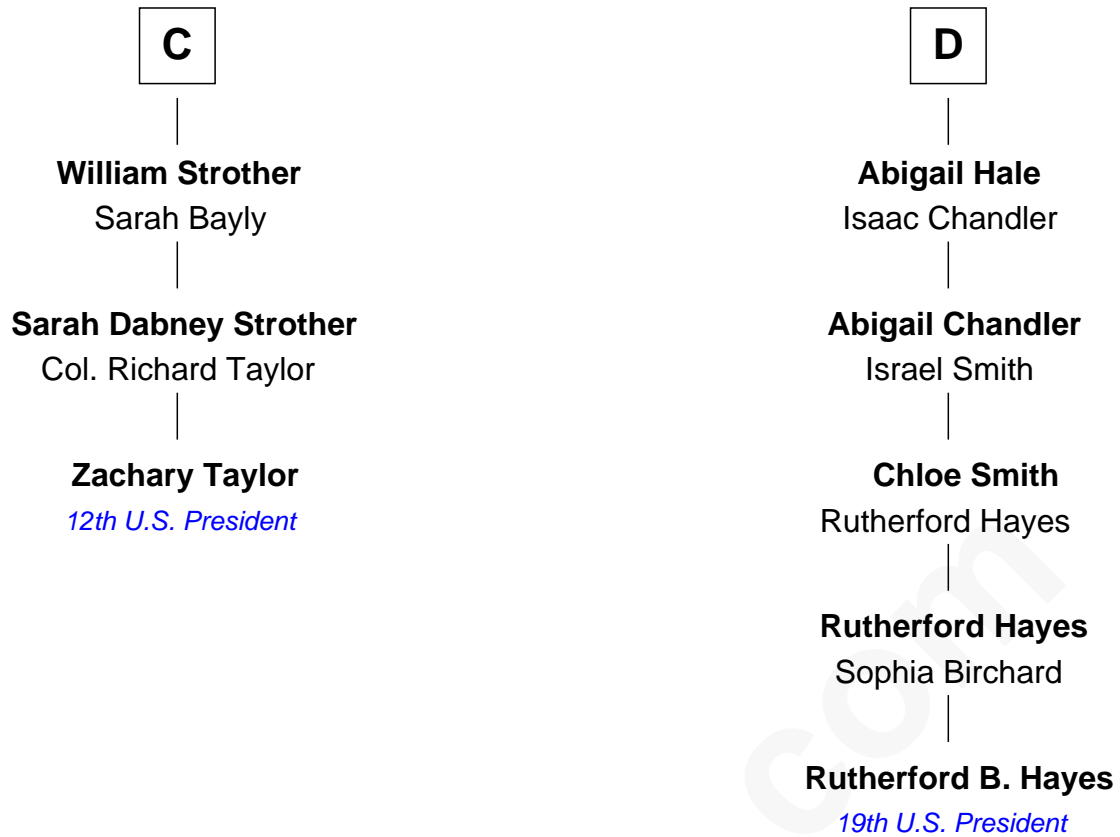 C
William Strother
Sarah Bayly
Sarah Dabney Strother
Col. Richard Taylor
Zachary Taylor
12th U.S. President
D
Abigail Hale
Isaac Chandler
Abigail Chandler
Israel Smith
Chloe Smith
Rutherford Hayes
Rutherford Hayes
Sophia Birchard
Rutherford B. Hayes
19th U.S. President
com